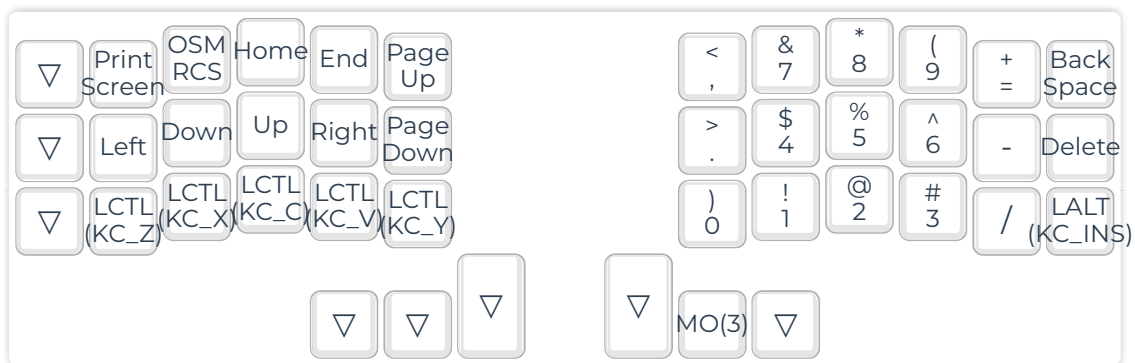 ▽ Print Screen OSM RCS Home End Page Up < , & 7 * 8 ( 9 + = Back Space
▽ Left Down Up Right Page Down > . $ 4 % 5 ^ 6 - Delete
▽ LCTL (KC_Z) LCTL (KC_X) LCTL (KC_C) LCTL (KC_V) LCTL (KC_Y) ) 0 ! 1 @ 2 # 3 / LALT (KC_INS)
▽ ▽ ▽ ▽ MO(3) ▽